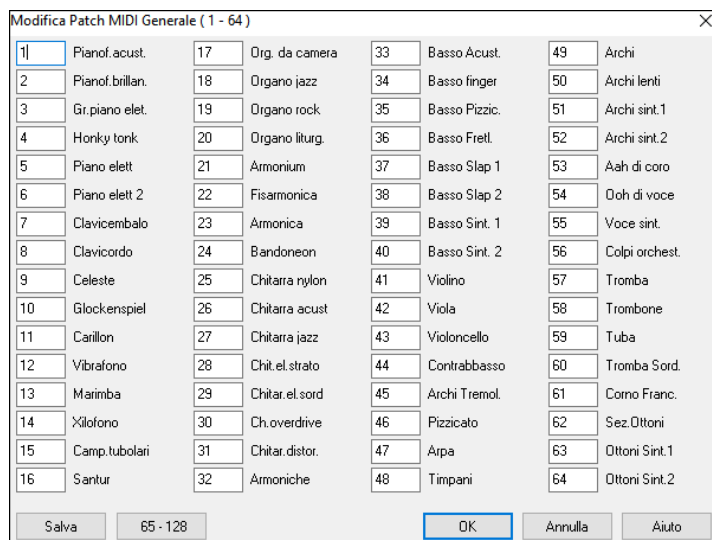 Modifica Patch MIDI Generale ( 1 - 64 )
1 Pianof.acust. 17 Org. da camera 33 Basso Acust. 49 Archi
2 Pianof.brillan. 18 Organo jazz 34 Basso finger 50 Archi lenti
3 Gr.piano elet. 19 Organo rock 35 Basso Pizzic. 51 Archi sint.1
4 Honky tonk 20 Organo liturg. 36 Basso Fretl. 52 Archi sint.2
5 Piano elett 21 Armonium 37 Basso Slap 1 53 Aah di coro
6 Piano elett 2 22 Fisarmonica 38 Basso Slap 2 54 Ooh di voce
7 Clavicembalo 23 Armonica 39 Basso Sint. 1 55 Voce sint.
8 Clavicordo 24 Bandoneon 40 Basso Sint. 2 56 Colpi orchest.
9 Celeste 25 Chitarra nylon 41 Violino 57 Tromba
10 Glockenspiel 26 Chitarra acust 42 Viola 58 Trombone
11 Carillon 27 Chitarra jazz 43 Violoncello 59 Tuba
12 Vibrafono 28 Chit.el.strato 44 Contrabbasso 60 Tromba Sord.
13 Marimba 29 Chitar.el.sord 45 Archi Tremol. 61 Corno Franc.
14 Xilofono 30 Ch.overdrive 46 Pizzicato 62 Sez.Ottoni
15 Camp.tubolari 31 Chitar.distor. 47 Arpa 63 Ottoni Sint.1
16 Santur 32 Armoniche 48 Timpani 64 Ottoni Sint.2
Salva 65 - 128 OK Annulla Aiuto